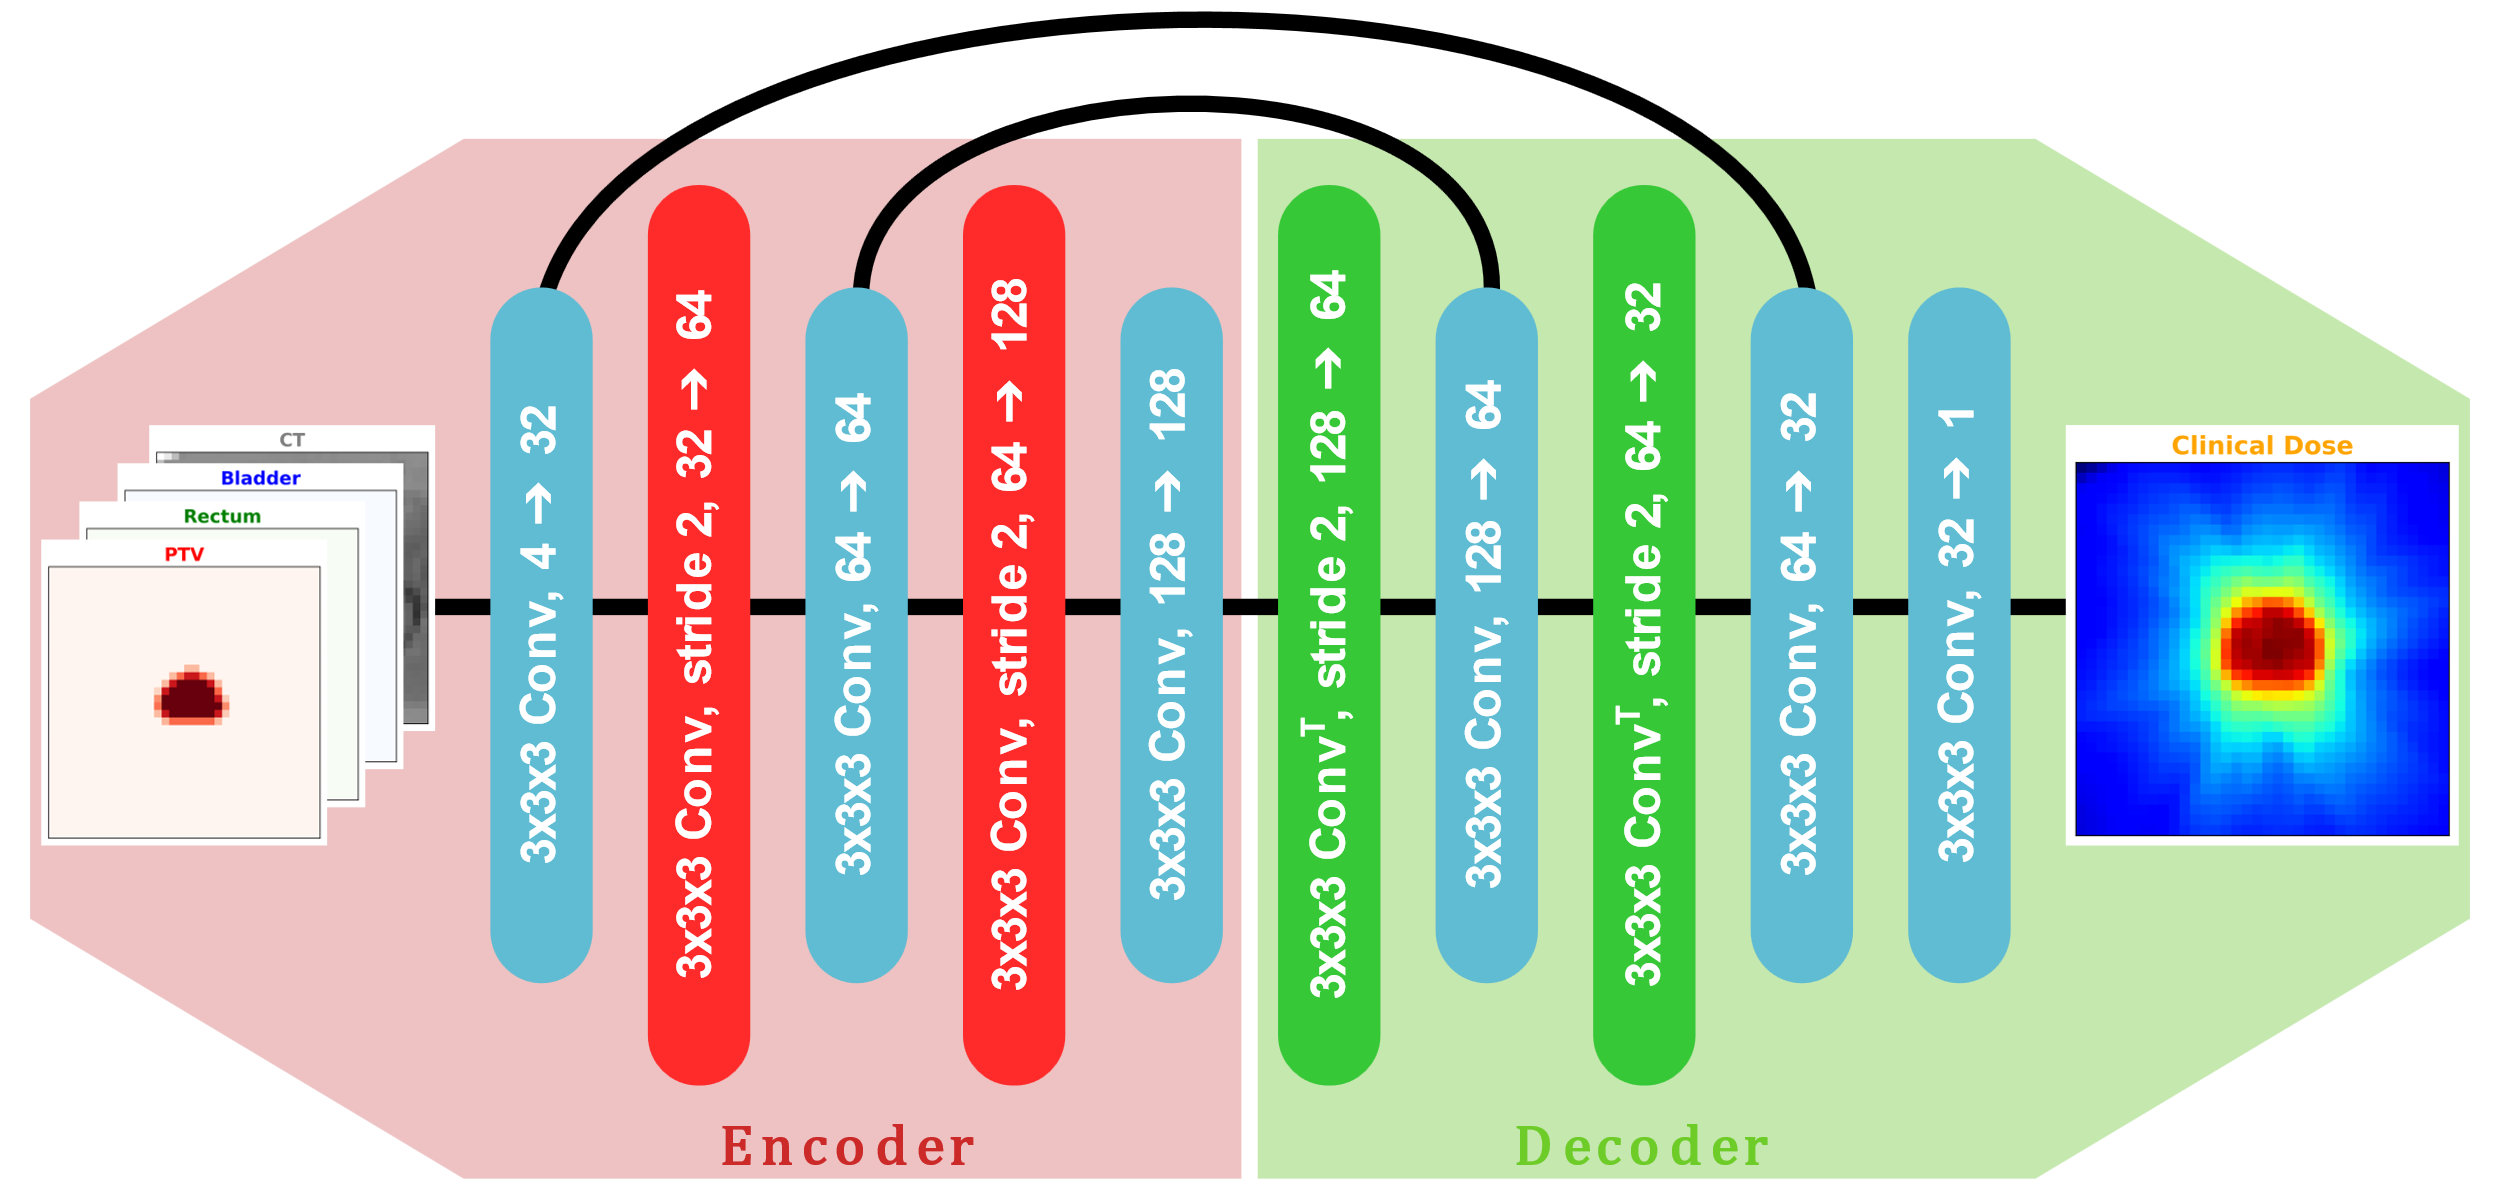 CT
Bladder
Rectum
PTV
3x3x3 Conv, 4 → 32
3x3x3 Conv, stride 2, 32 → 64
3x3x3 Conv, 64 → 64
3x3x3 Conv, stride 2, 64 → 128
3x3x3 Conv, 128 → 128
3x3x3 Convᵀ, stride 2, 128 → 64
3x3x3 Conv, 128 → 64
3x3x3 Convᵀ, stride 2, 64 → 32
3x3x3 Conv, 64 → 32
3x3x3 Conv, 32 → 1
Clinical Dose
Encoder
Decoder